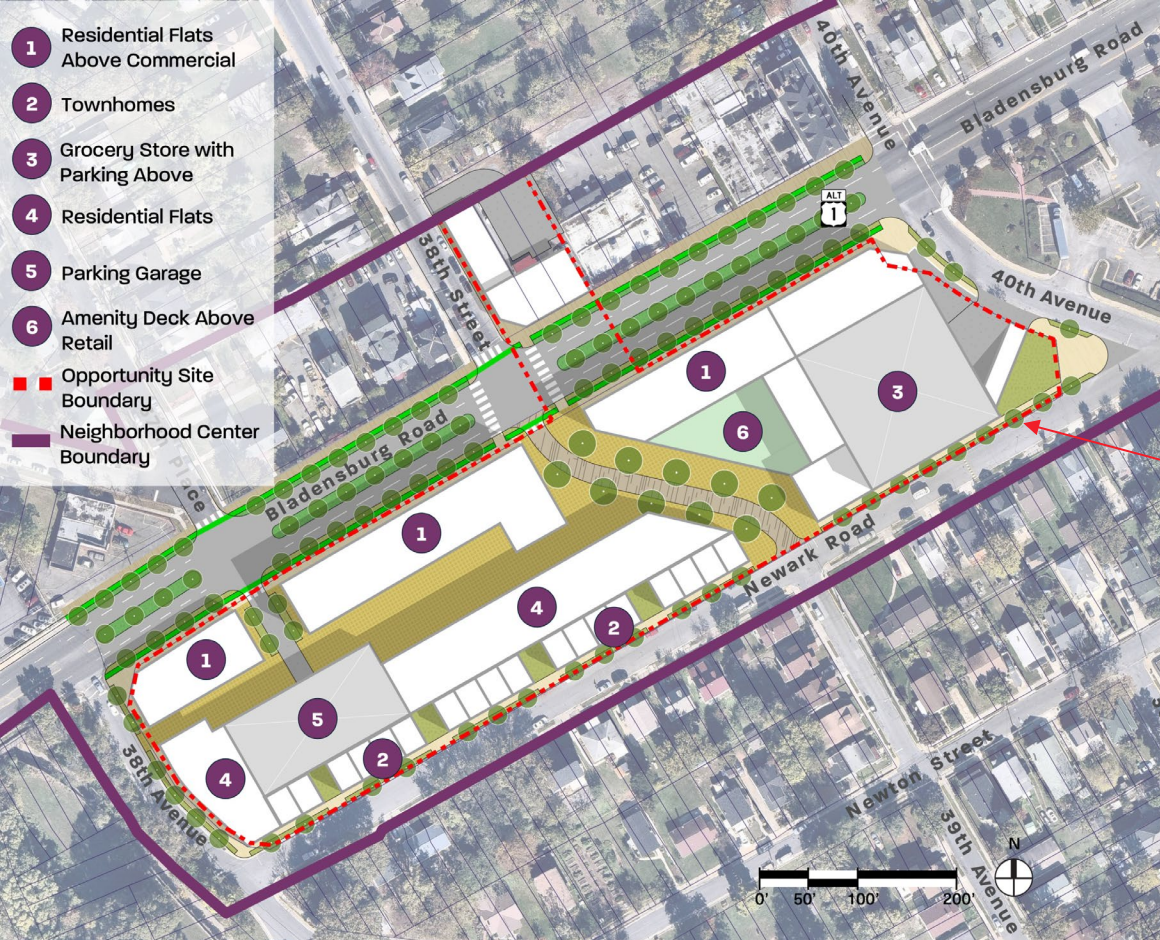 1 Residential Flats
Above Commercial
2 Townhomes
3 Grocery Store with
Parking Above
4 Residential Flats
5 Parking Garage
6 Amenity Deck Above
Retail
Opportunity Site
Boundary
Neighborhood Center
Boundary
40th Avenue
Bladensburg Road
ALT
1
38th Street
40th Avenue
1
3
6
Place
Bladensburg Road
1
Newark Road
4
2
1
5
2
4
38th Avenue
Newton Street
39th Avenue
N
0' 50' 100' 200'